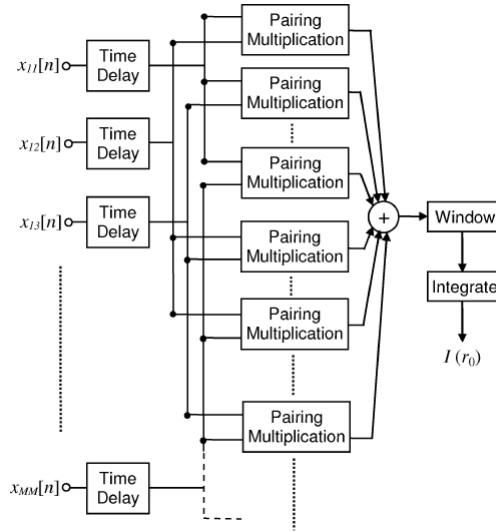 x11[n]
Time
Delay
x12[n]
Time
Delay
x13[n]
Time
Delay
xMM[n]
Time
Delay
Pairing
Multiplication
Pairing
Multiplication
Pairing
Multiplication
Pairing
Multiplication
Pairing
Multiplication
Pairing
Multiplication
+
Window
Integrate
I (r0)